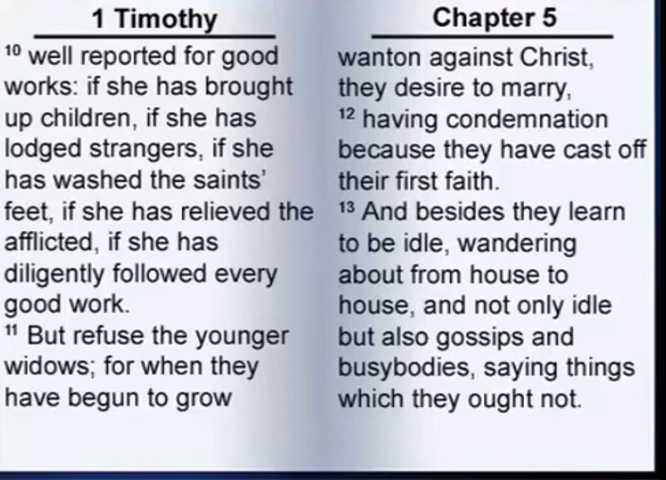 1 Timothy
¹⁰ well reported for good
works: if she has brought
up children, if she has
lodged strangers, if she
has washed the saints'
feet, if she has relieved the
afflicted, if she has
diligently followed every
good work.
¹¹ But refuse the younger
widows; for when they
have begun to grow
Chapter 5
wanton against Christ,
they desire to marry,
¹² having condemnation
because they have cast off
their first faith.
¹³ And besides they learn
to be idle, wandering
about from house to
house, and not only idle
but also gossips and
busybodies, saying things
which they ought not.